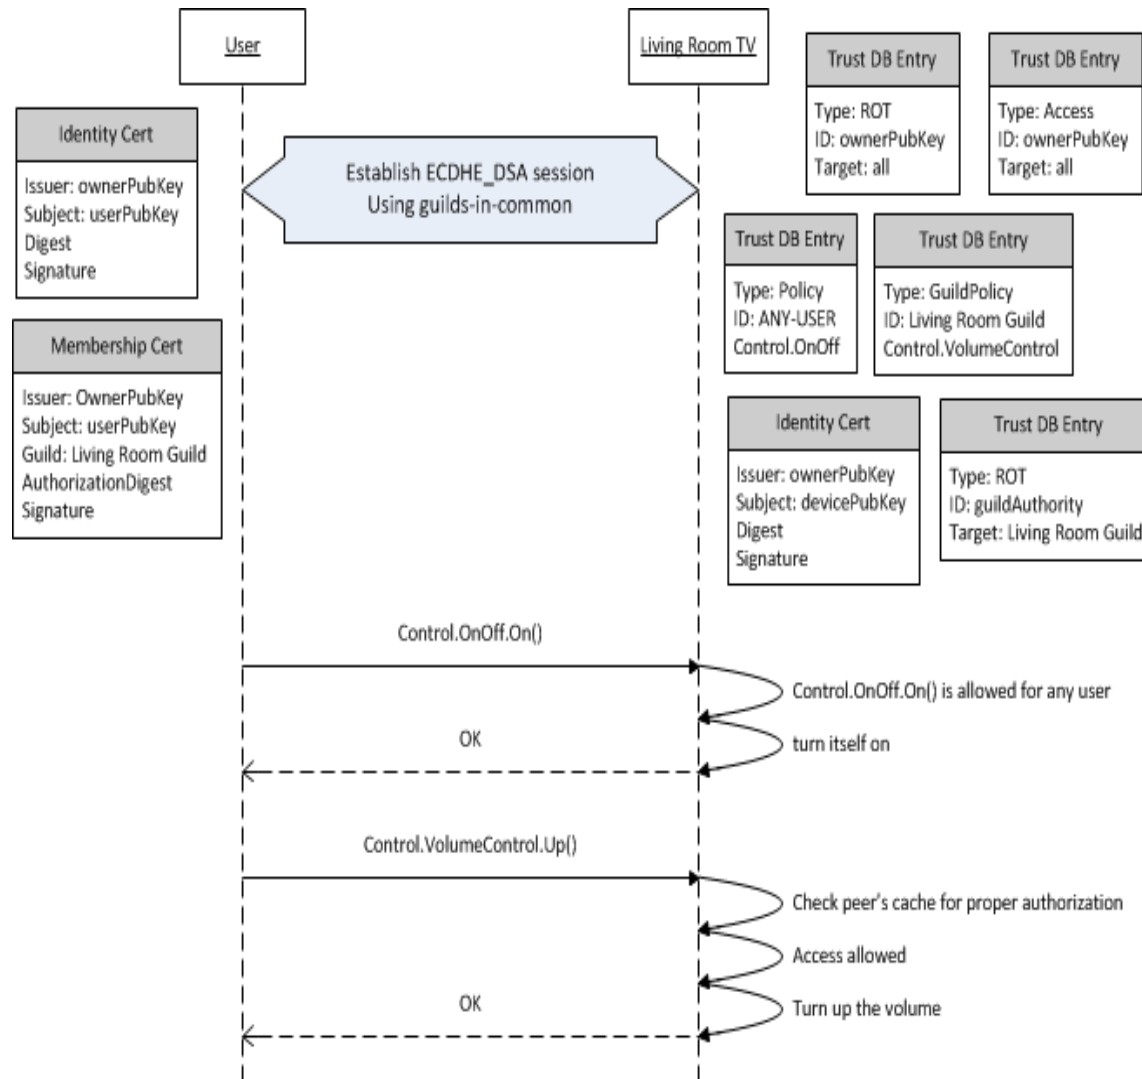 User
Living Room TV
Trust DB Entry
Type: ROT
ID: ownerPubKey
Target: all
Trust DB Entry
Type: Access
ID: ownerPubKey
Target: all
Identity Cert
Issuer: ownerPubKey
Subject: userPubKey
Digest
Signature
Establish ECDHE_DSA session
Using guilds-in-common
Trust DB Entry
Type: Policy
ID: ANY-USER
Control.OnOff
Trust DB Entry
Type: GuildPolicy
ID: Living Room Guild
Control.VolumeControl
Membership Cert
Issuer: OwnerPubKey
Subject: userPubKey
Guild: Living Room Guild
AuthorizationDigest
Signature
Identity Cert
Issuer: ownerPubKey
Subject: devicePubKey
Digest
Signature
Trust DB Entry
Type: ROT
ID: guildAuthority
Target: Living Room Guild
Control.OnOff.On()
Control.OnOff.On() is allowed for any user
OK
turn itself on
Control.VolumeControl.Up()
Check peer's cache for proper authorization
Access allowed
OK
Turn up the volume